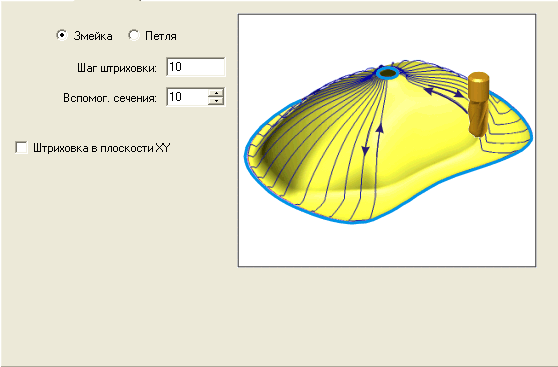 Змейка Петля
Шаг штриховки: 10
Вспомог. сечения: 10
Штриховка в плоскости XY